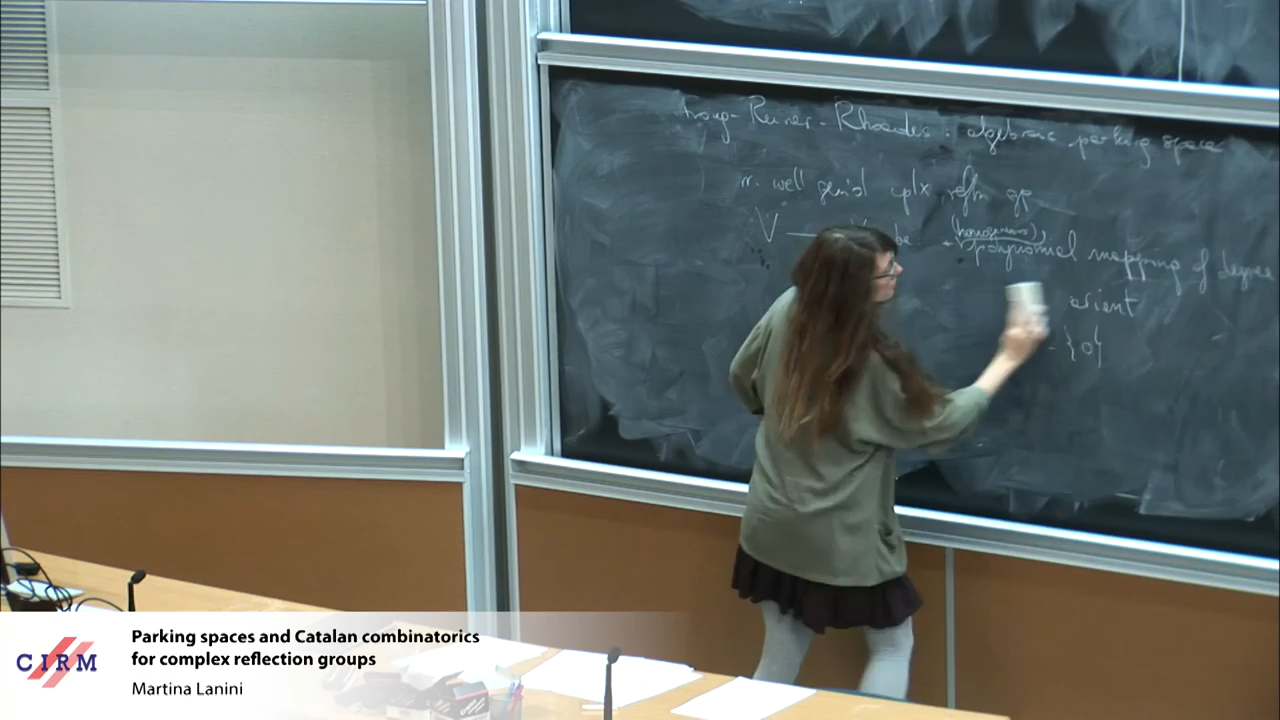 Armstrong-Reiner-Rhoades : algebraic parking space
W well gen'd cplx refln gp
V be (homogeneous), polynomial mapping of degree
orient
- {0}
CIRM
Parking spaces and Catalan combinatorics
for complex reflection groups
Martina Lanini